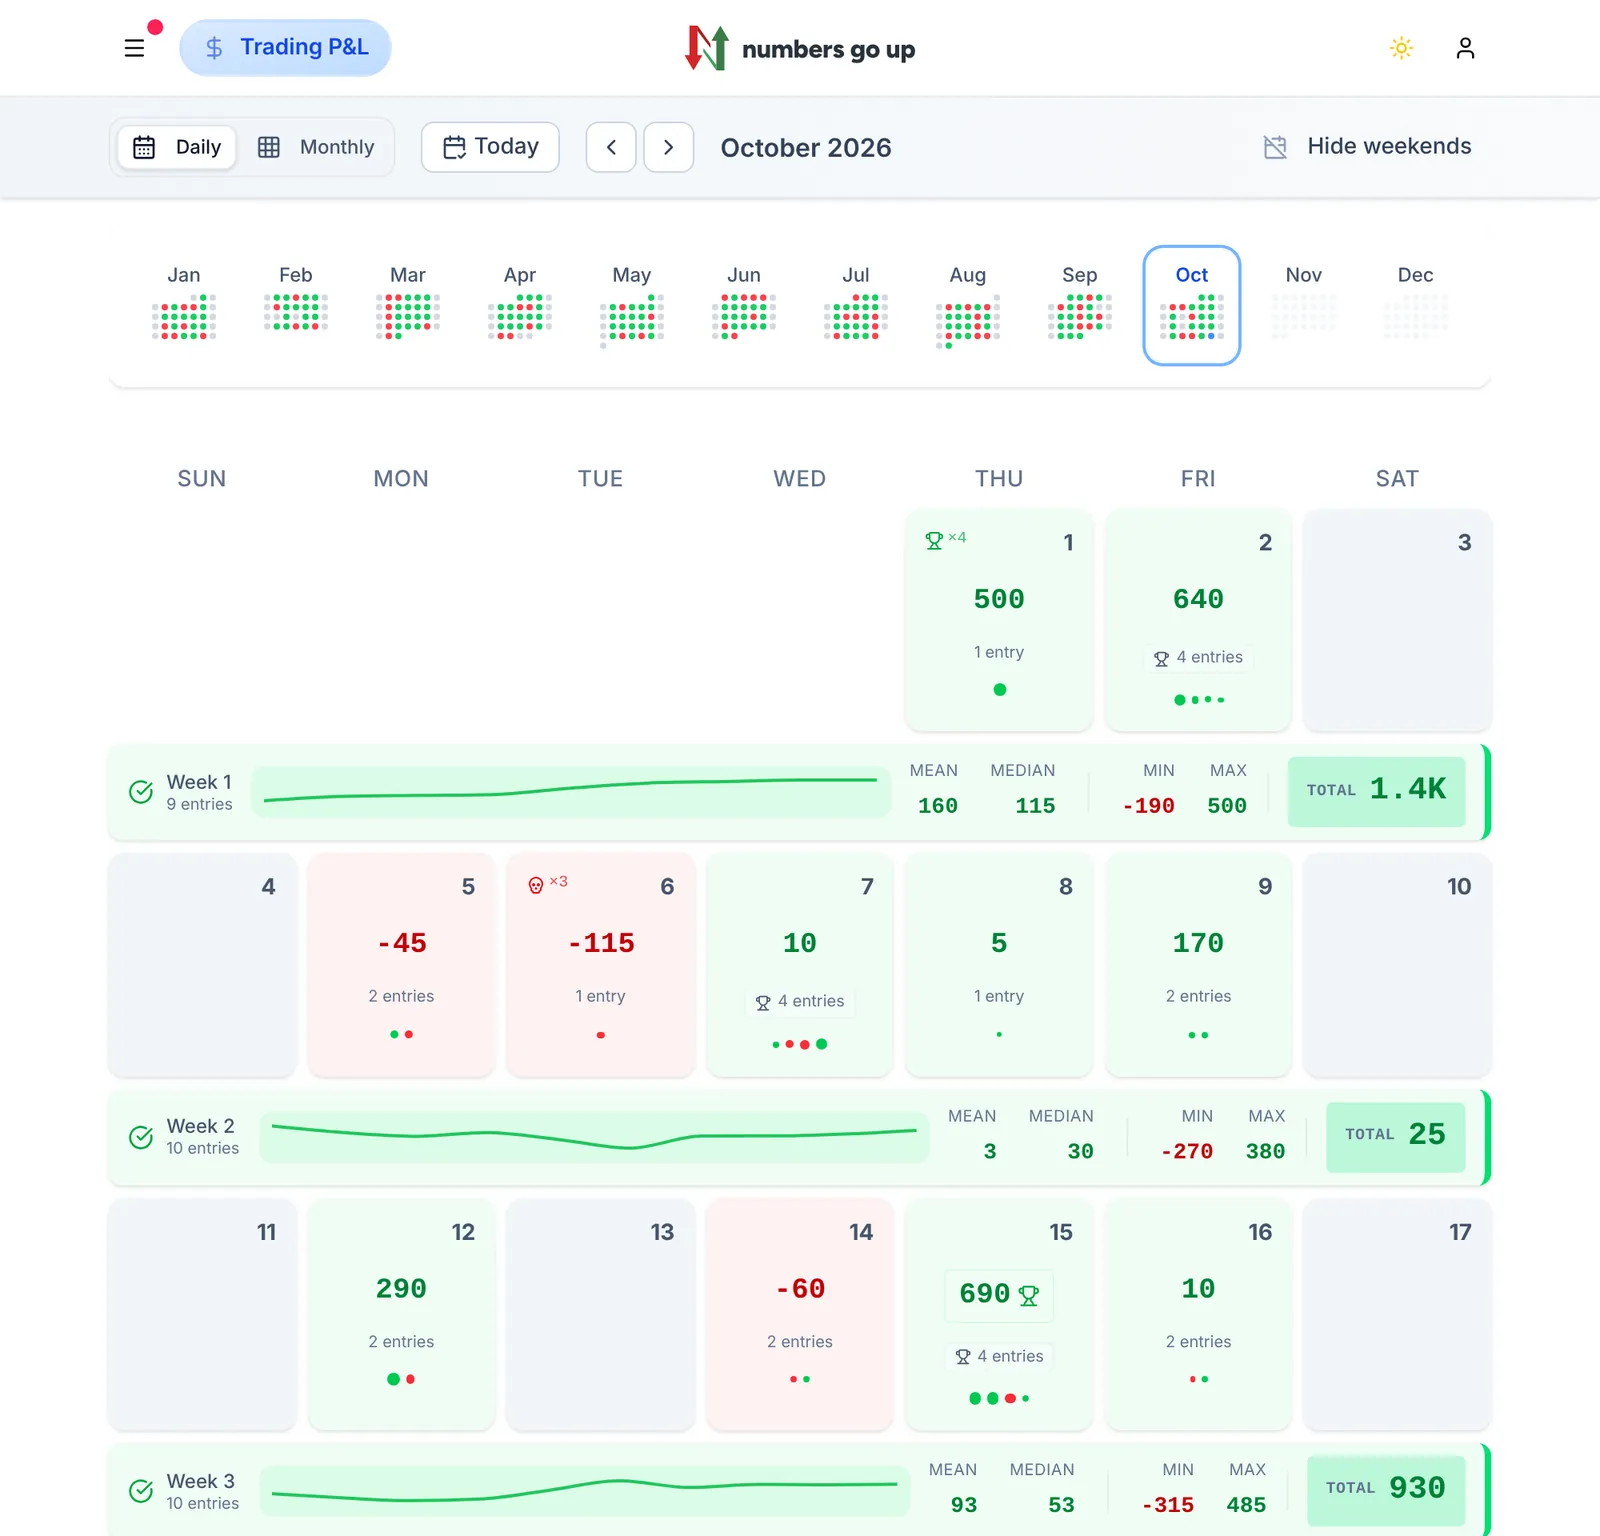 Trading P&L
numbers go up
Daily
Monthly
Today
October 2026
Hide weekends
Jan
Feb
Mar
Apr
May
Jun
Jul
Aug
Sep
Oct
Nov
Dec
SUN
MON
TUE
WED
THU
FRI
SAT
×4
1
500
1 entry
2
640
4 entries
3
Week 1
9 entries
MEAN
160
MEDIAN
115
MIN
-190
MAX
500
TOTAL 1.4K
4
5
-45
2 entries
×3
6
-115
1 entry
7
10
4 entries
8
5
1 entry
9
170
2 entries
10
Week 2
10 entries
MEAN
3
MEDIAN
30
MIN
-270
MAX
380
TOTAL 25
11
12
290
2 entries
13
14
-60
2 entries
15
690
4 entries
16
10
2 entries
17
Week 3
10 entries
MEAN
93
MEDIAN
53
MIN
-315
MAX
485
TOTAL 930